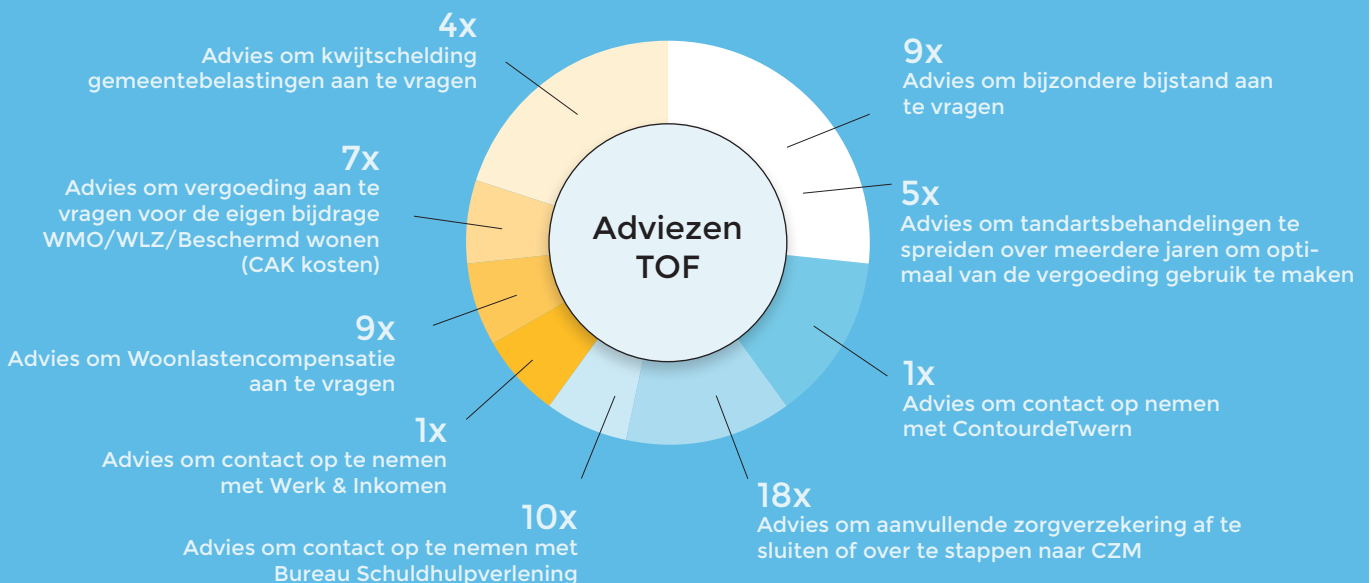 4x
Advies om kwijtschelding
gemeentebelastingen aan te vragen
7x
Advies om vergoeding aan te
vragen voor de eigen bijdrage
WMO/WLZ/Beschermd wonen
(CAK kosten)
9x
Advies om Woonlastencompensatie
aan te vragen
1x
Advies om contact op te nemen
met Werk & Inkomen
10x
Advies om contact op te nemen met
Bureau Schuldhulpverlening
Adviezen
TOF
9x
Advies om bijzondere bijstand aan
te vragen
5x
Advies om tandartsbehandelingen te
spreiden over meerdere jaren om opti-
maal van de vergoeding gebruik te maken
1x
Advies om contact op nemen
met ContourdeTwern
18x
Advies om aanvullende zorgverzekering af te
sluiten of over te stappen naar CZM